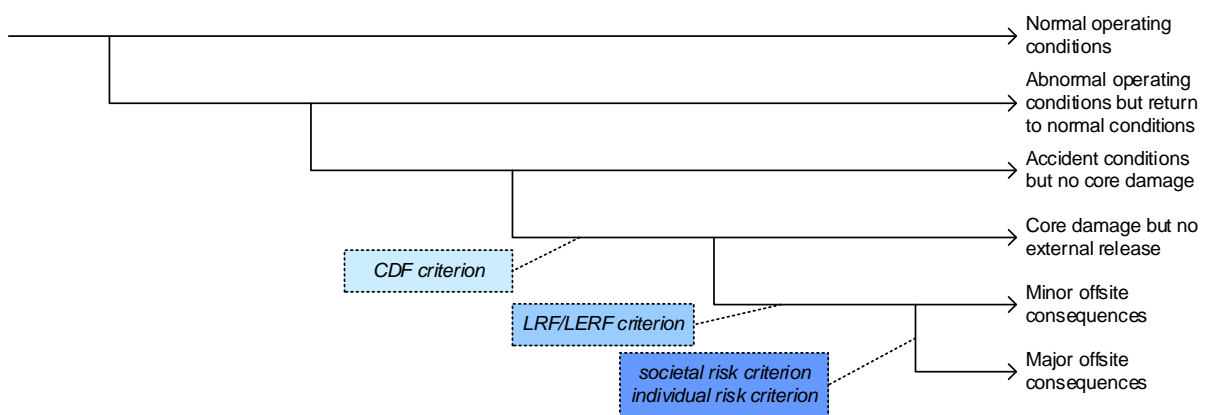 Normal operating
conditions
Abnormal operating
conditions but return
to normal conditions
Accident conditions
but no core damage
Core damage but no
external release
CDF criterion
Minor offsite
consequences
LRF/LERF criterion
societal risk criterion
individual risk criterion
Major offsite
consequences